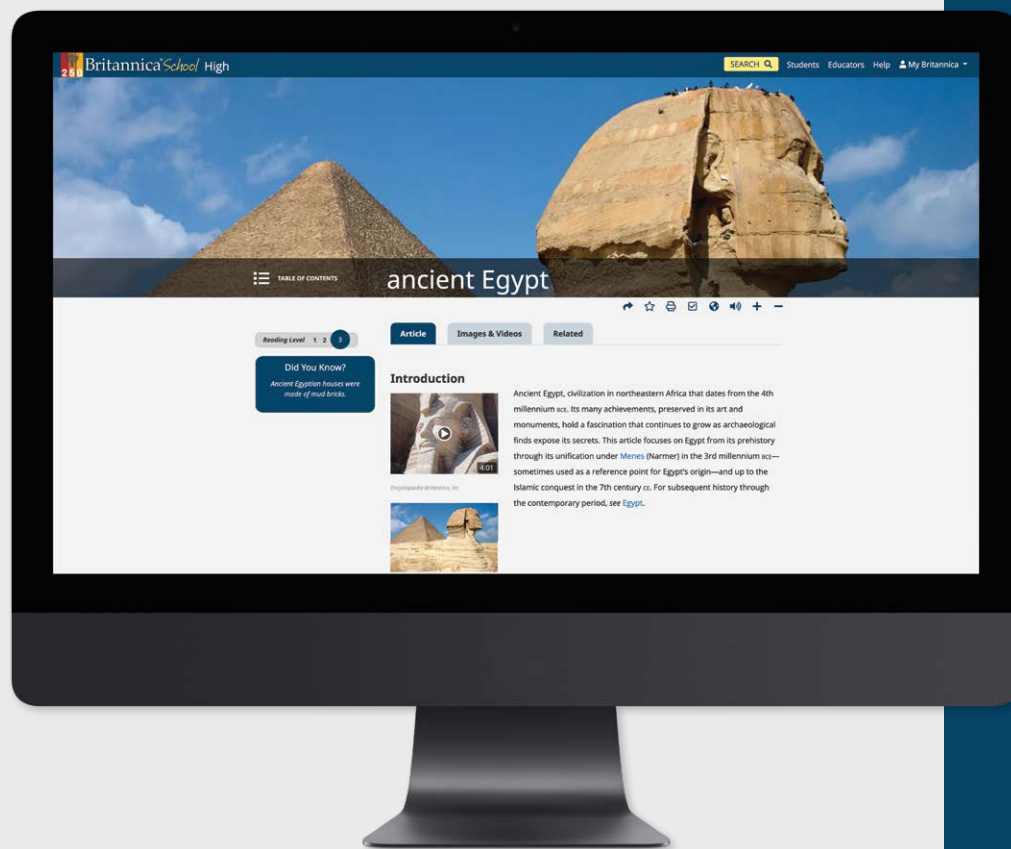 250
Britannica School High
SEARCH
Students
Educators
Help
My Britannica
TABLE OF CONTENTS
ancient Egypt
Reading Level 1 2 3
Did You Know?
Ancient Egyptian houses were
made of mud bricks.
Article
Images & Videos
Related
Introduction
4:01
Encyclopædia Britannica, Inc.
Ancient Egypt, civilization in northeastern Africa that dates from the 4th
millennium BCE. Its many achievements, preserved in its art and
monuments, hold a fascination that continues to grow as archaeological
finds expose its secrets. This article focuses on Egypt from its prehistory
through its unification under Menes (Narmer) in the 3rd millennium BCE—
sometimes used as a reference point for Egypt's origin—and up to the
Islamic conquest in the 7th century CE. For subsequent history through
the contemporary period, see Egypt.